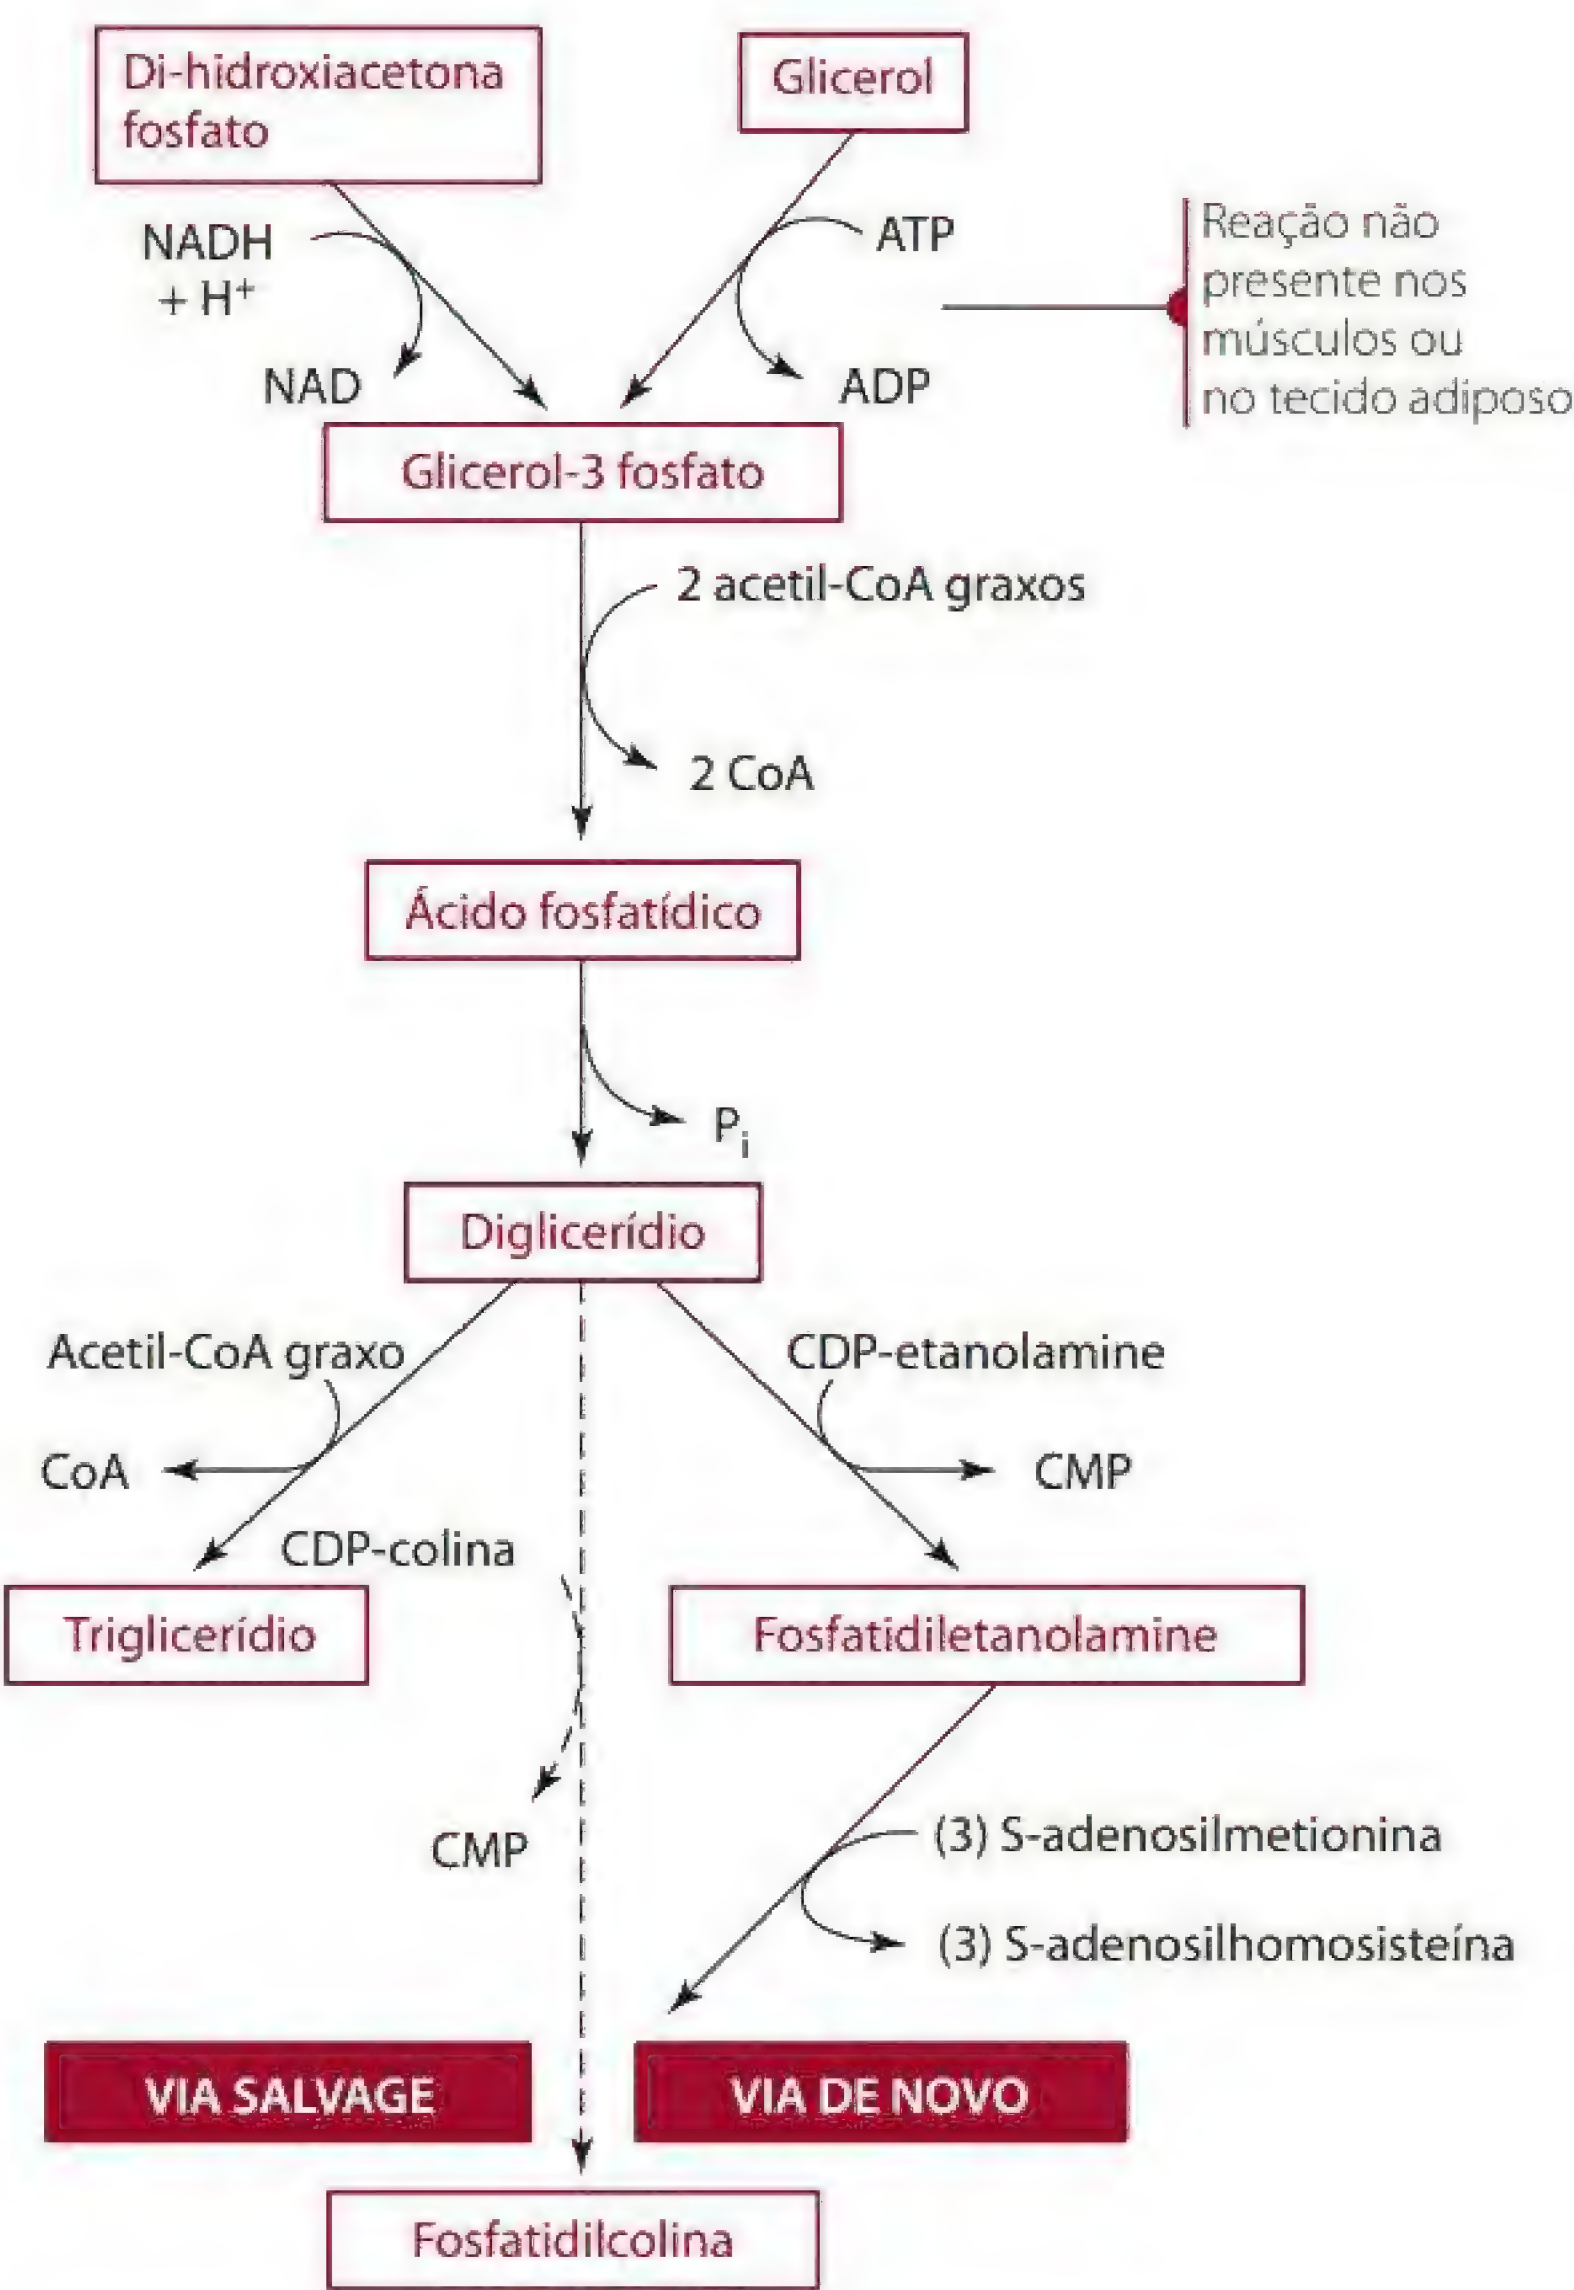 Di-hidroxiacetona
fosfato
Glicerol
NADH
+ H⁺
NAD
ATP
ADP
Reação não
presente nos
músculos ou
no tecido adiposo
Glicerol-3 fosfato
2 acetil-CoA graxos
2 CoA
Ácido fosfatídico
Pᵢ
Diglicerídio
Acetil-CoA graxo
CoA
CDP-etanolamine
CMP
CDP-colina
CMP
Triglicerídio
Fosfatidiletanolamine
(3) S-adenosilmetionina
(3) S-adenosilhomosisteína
VIA SALVAGE
VIA DE NOVO
Fosfatidilcolina